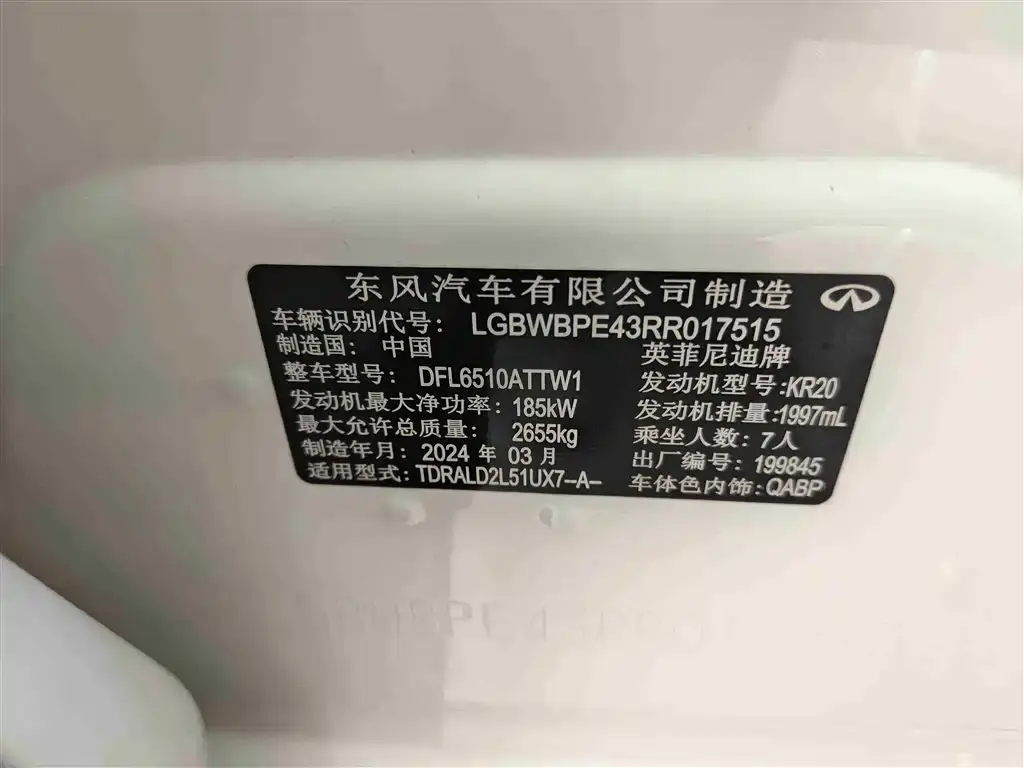 东风汽车有限公司制造
车辆识别代号: LGBWBPE43RR017515
制造国: 中国 英菲尼迪牌
整车型号: DFL6510ATTW1 发动机型号:KR20
发动机最大净功率: 185kW 发动机排量:1997mL
最大允许总质量: 2655kg 乘坐人数: 7人
制造年月: 2024 年 03 月 出厂编号: 199845
适用型式: TDRALD2L51UX7-A- 车体色内饰:QABP